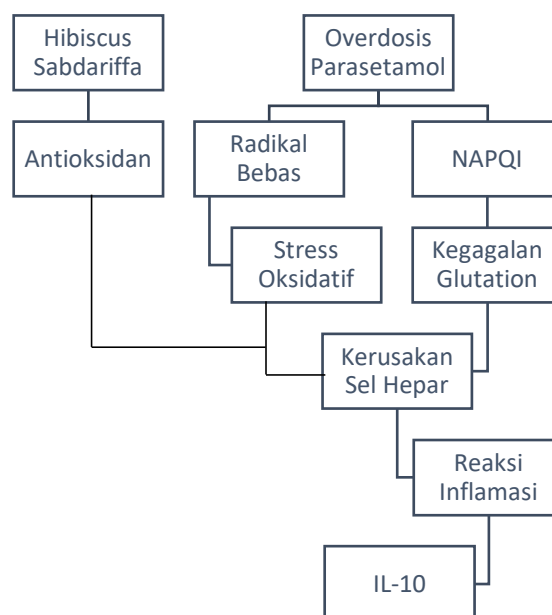 Hibiscus
Sabdariffa
Overdosis
Parasetamol
Antioksidan
Radikal
Bebas
NAPQI
Stress
Oksidatif
Kegagalan
Glutation
Kerusakan
Sel Hepar
Reaksi
Inflamasi
IL-10